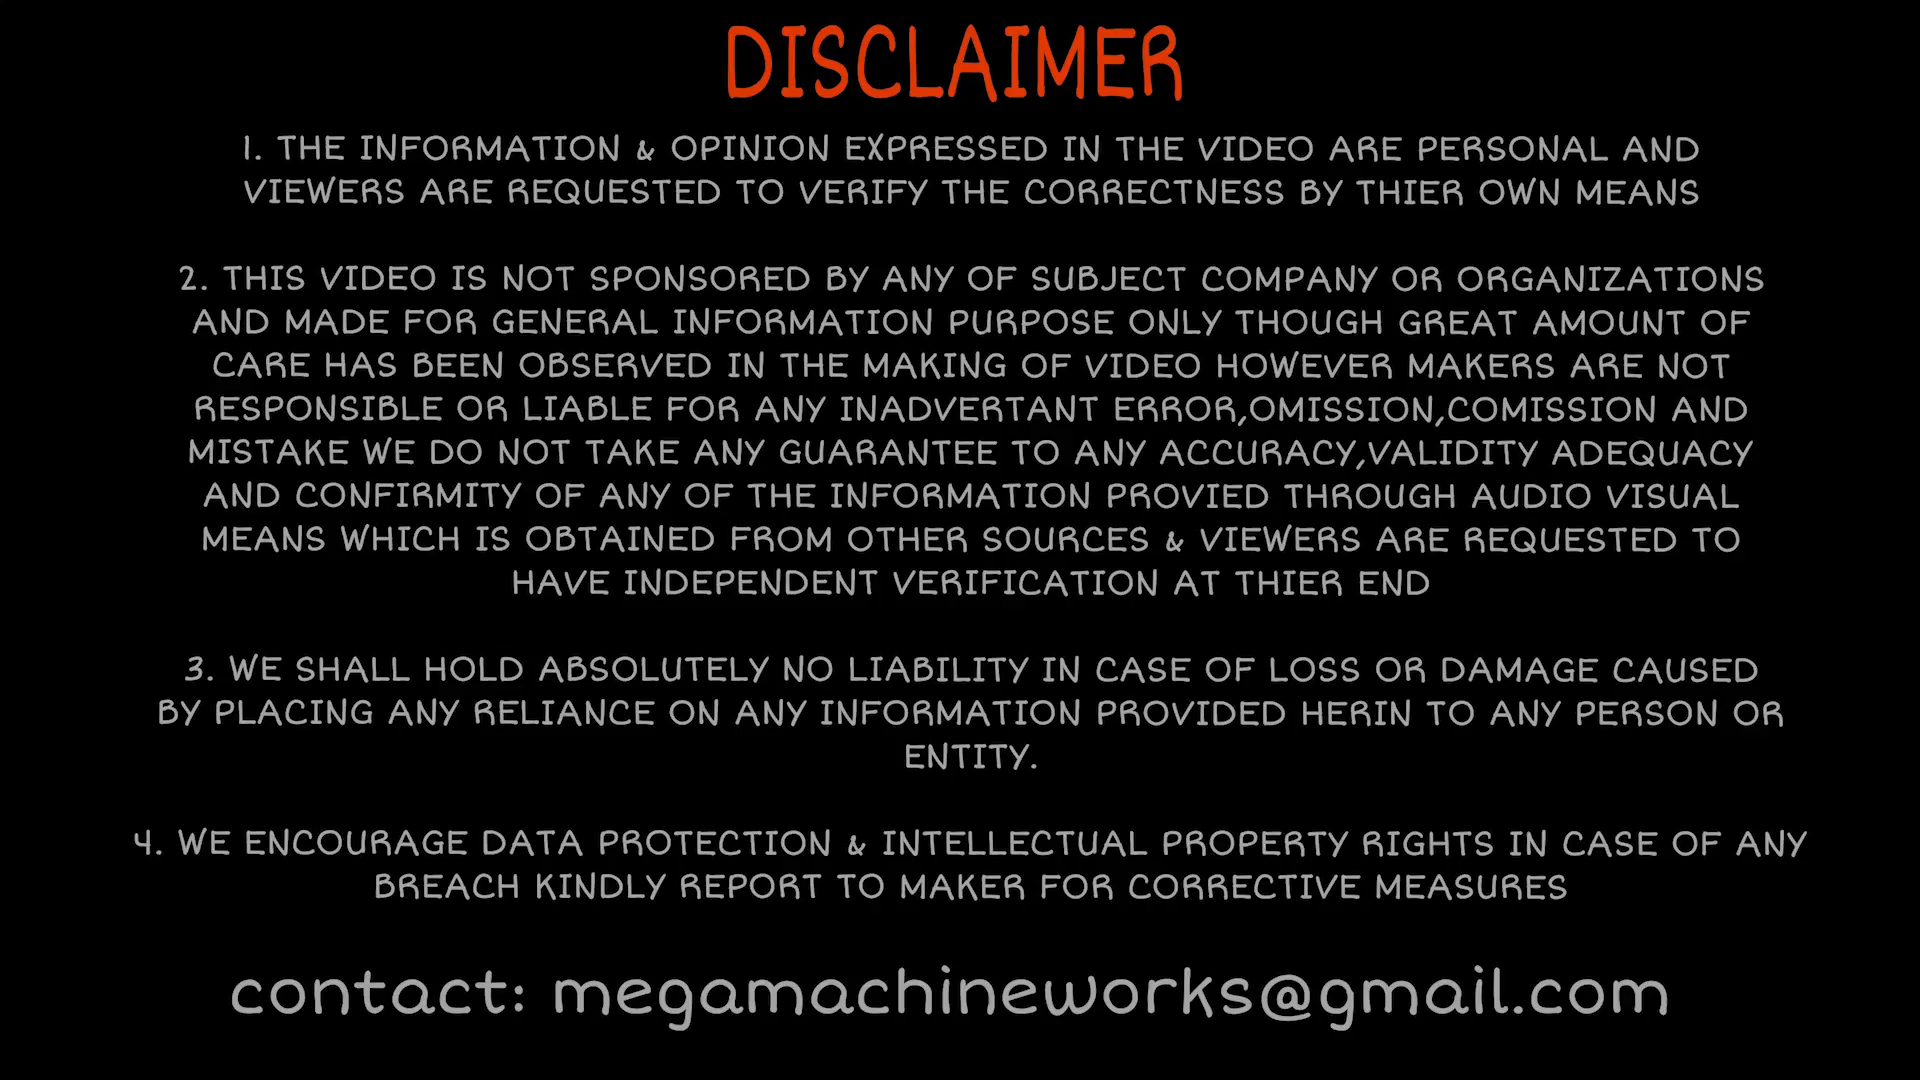 DISCLAIMER
1. THE INFORMATION & OPINION EXPRESSED IN THE VIDEO ARE PERSONAL AND
VIEWERS ARE REQUESTED TO VERIFY THE CORRECTNESS BY THIER OWN MEANS
2. THIS VIDEO IS NOT SPONSORED BY ANY OF SUBJECT COMPANY OR ORGANIZATIONS
AND MADE FOR GENERAL INFORMATION PURPOSE ONLY THOUGH GREAT AMOUNT OF
CARE HAS BEEN OBSERVED IN THE MAKING OF VIDEO HOWEVER MAKERS ARE NOT
RESPONSIBLE OR LIABLE FOR ANY INADVERTANT ERROR,OMISSION,COMISSION AND
MISTAKE WE DO NOT TAKE ANY GUARANTEE TO ANY ACCURACY,VALIDITY ADEQUACY
AND CONFIRMITY OF ANY OF THE INFORMATION PROVIED THROUGH AUDIO VISUAL
MEANS WHICH IS OBTAINED FROM OTHER SOURCES & VIEWERS ARE REQUESTED TO
HAVE INDEPENDENT VERIFICATION AT THIER END
3. WE SHALL HOLD ABSOLUTELY NO LIABILITY IN CASE OF LOSS OR DAMAGE CAUSED
BY PLACING ANY RELIANCE ON ANY INFORMATION PROVIDED HERIN TO ANY PERSON OR
ENTITY.
4. WE ENCOURAGE DATA PROTECTION & INTELLECTUAL PROPERTY RIGHTS IN CASE OF ANY
BREACH KINDLY REPORT TO MAKER FOR CORRECTIVE MEASURES
contact: megamachineworks@gmail.com